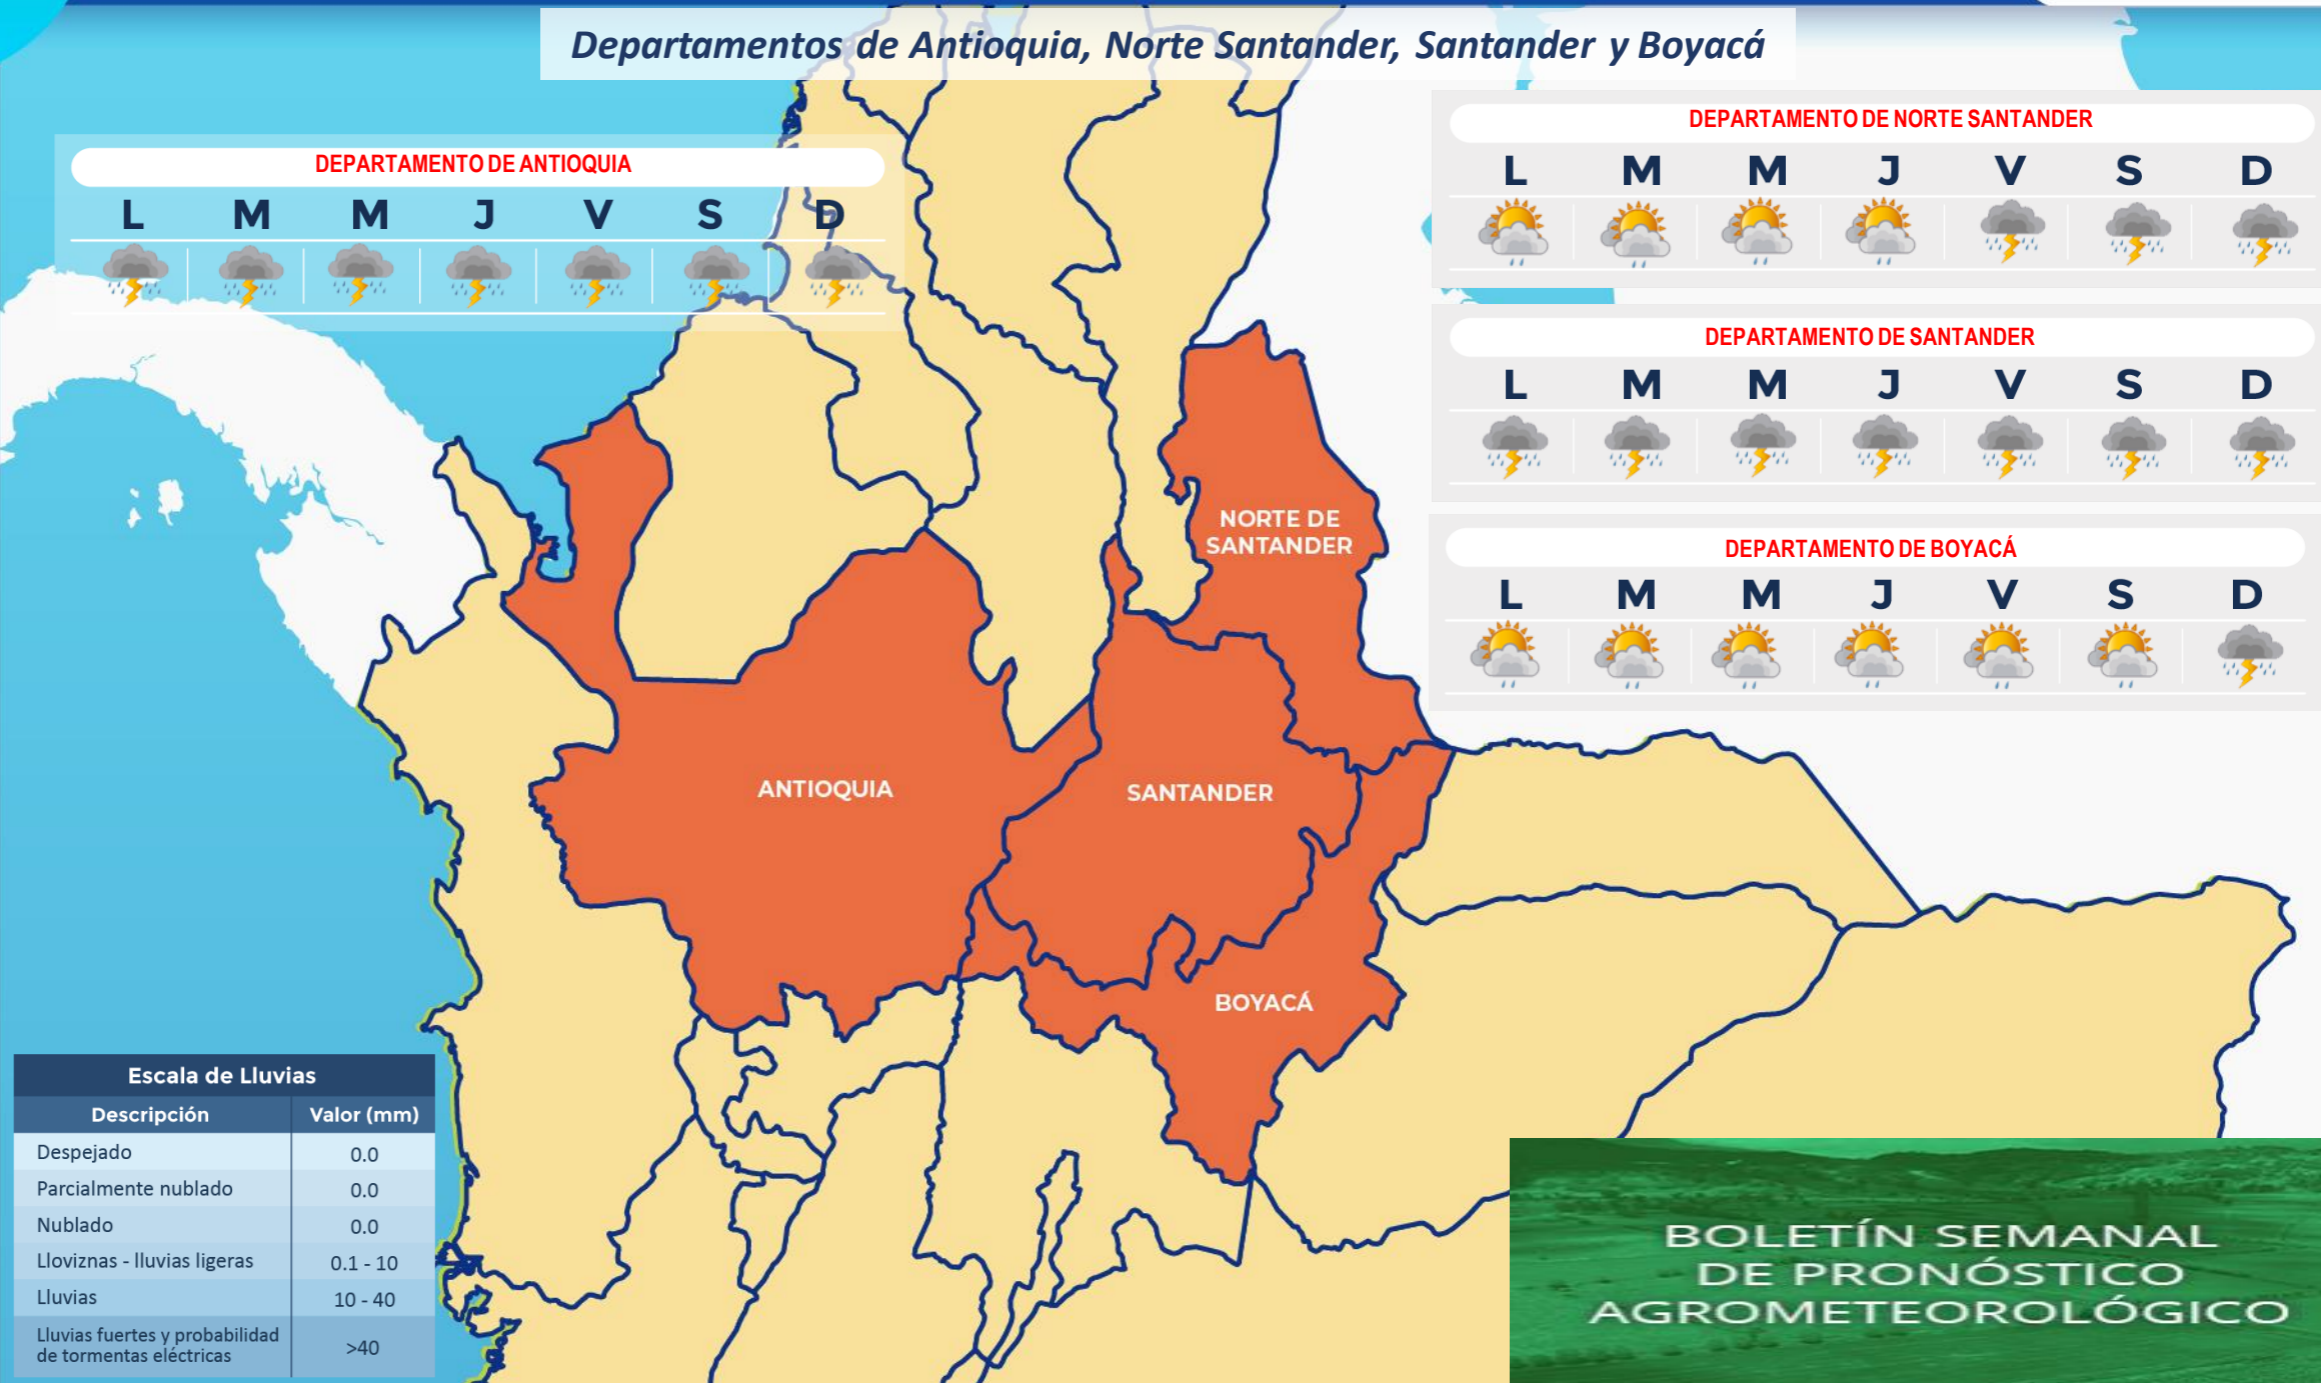 Departamentos de Antioquia, Norte Santander, Santander y Boyacá
DEPARTAMENTO DE ANTIOQUIA
L M M J V S D
DEPARTAMENTO DE NORTE SANTANDER
L M M J V S D
DEPARTAMENTO DE SANTANDER
L M M J V S D
DEPARTAMENTO DE BOYACÁ
L M M J V S D
NORTE DE
SANTANDER
ANTIOQUIA
SANTANDER
BOYACÁ
Escala de Lluvias
Descripción Valor (mm)
Despejado 0.0
Parcialmente nublado 0.0
Nublado 0.0
Lloviznas - lluvias ligeras 0.1 - 10
Lluvias 10 - 40
Lluvias fuertes y probabilidad
de tormentas eléctricas >40
BOLETÍN SEMANAL
DE PRONÓSTICO
AGROMETEOROLÓGICO